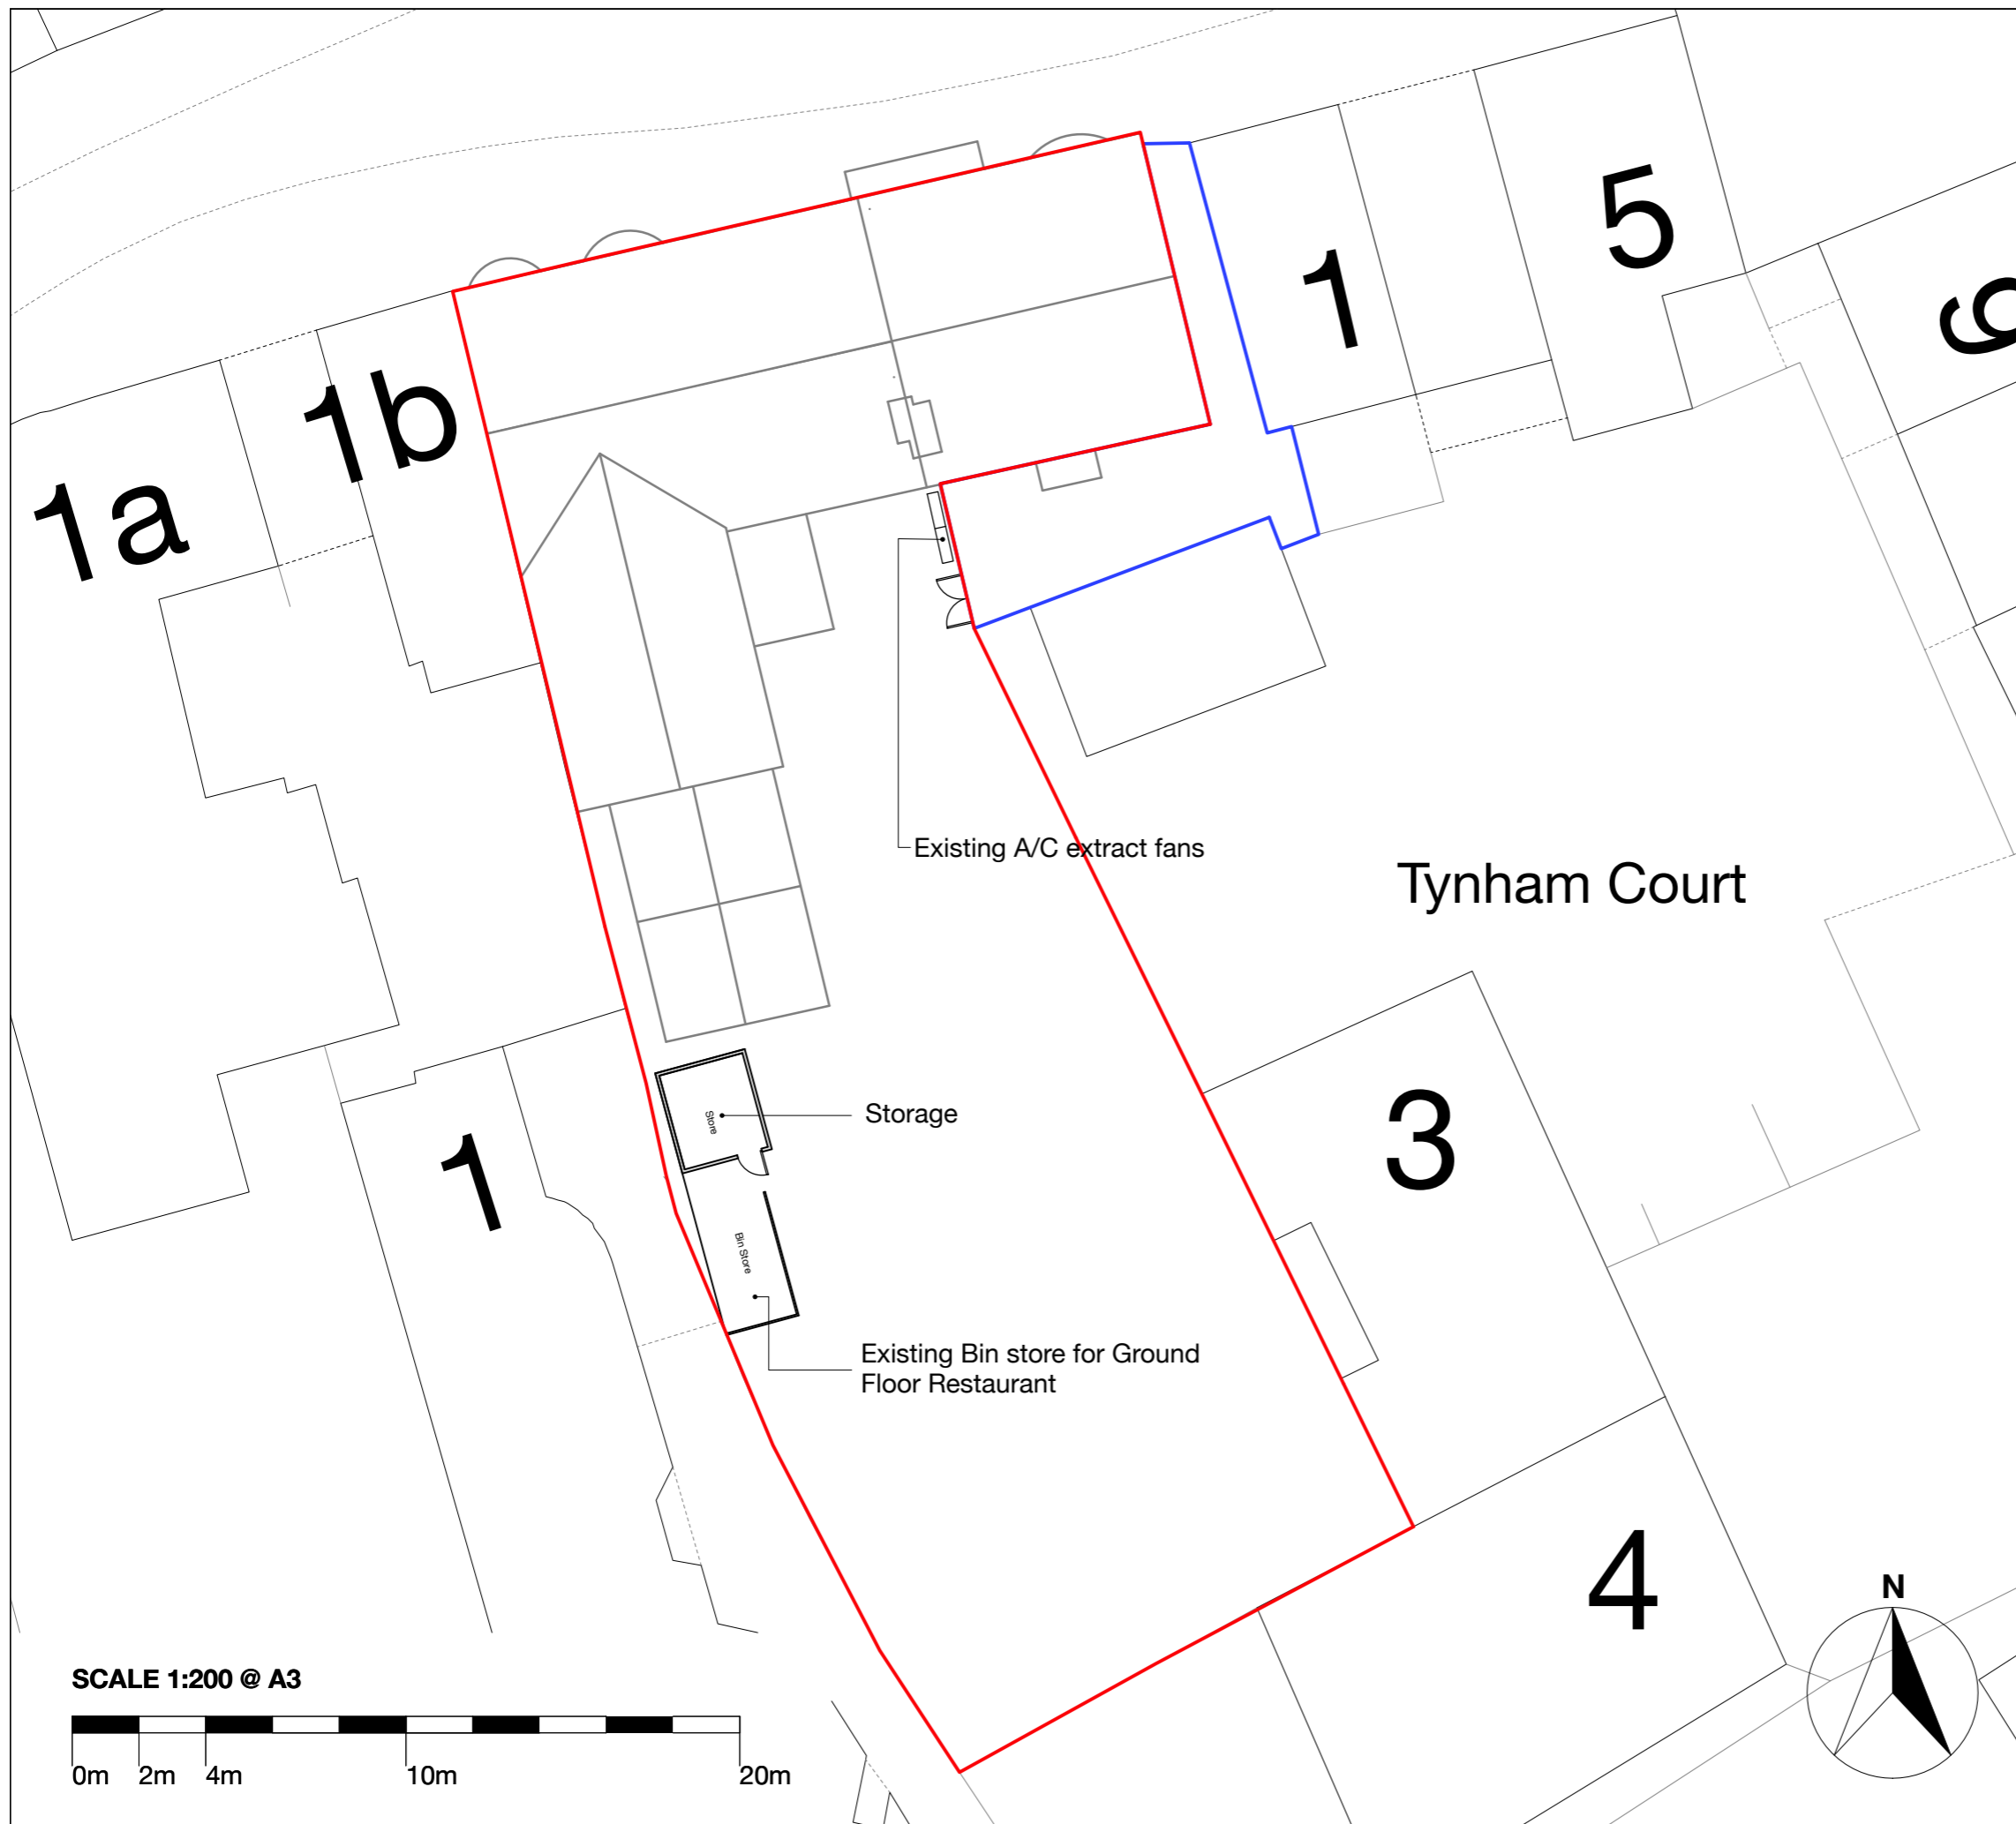 5
1
9
1b
1a
Existing A/C extract fans
Tynham Court
Store
Storage
3
1
Bin Store
Existing Bin store for Ground
Floor Restaurant
4
N
SCALE 1:200 @ A3
0m 2m 4m 10m 20m